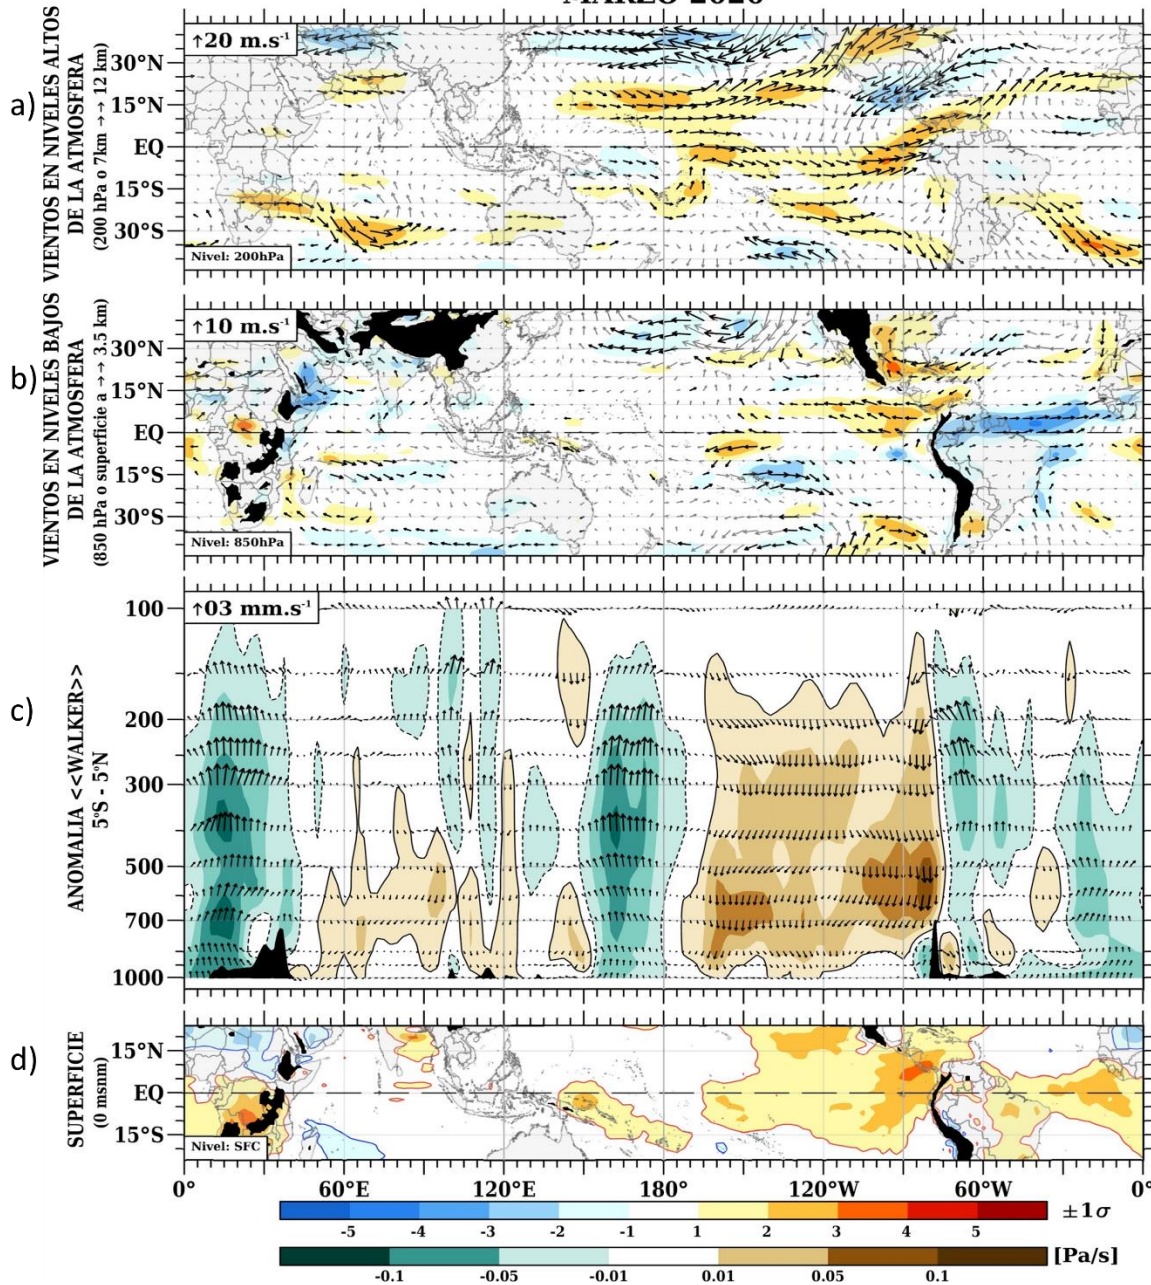 MARZO
a)
VIENTOS EN NIVELES ALTOS
DE LA ATMOSFERA
(200 hPa o 7km → → 12 km)
↑20 m.s⁻¹
30°N
15°N
EQ
15°S
30°S
Nivel: 200hPa
b)
VIENTOS EN NIVELES BAJOS
DE LA ATMOSFERA
(850 hPa o superficie a → → 3.5 km)
↑10 m.s⁻¹
30°N
15°N
EQ
15°S
30°S
Nivel: 850hPa
c)
ANOMALIA <<WALKER>>
5ºS - 5ºN
↑03 mm.s⁻¹
100
200
300
500
700
1000
d)
SUPERFICIE
(0 msnm)
15°N
EQ
15°S
Nivel: SFC
0° 60°E 120°E 180° 120°W 60°W 0°
-5 -4 -3 -2 -1 1 2 3 4 5 ±1σ
-0.1 -0.05 -0.01 0.01 0.05 0.1 [Pa/s]